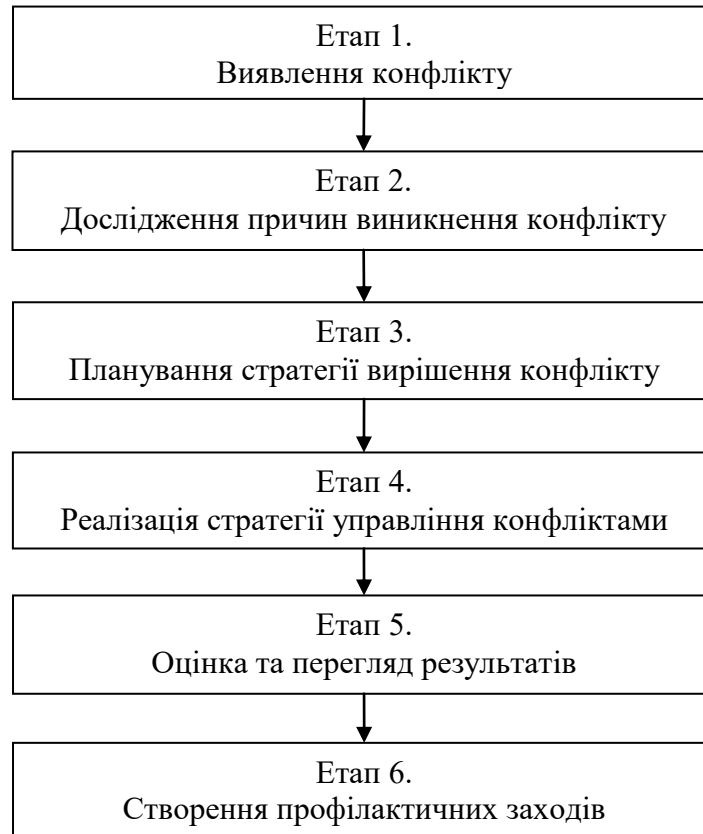 Етап 1.
Виявлення конфлікту
Етап 2.
Дослідження причин виникнення конфлікту
Етап 3.
Планування стратегії вирішення конфлікту
Етап 4.
Реалізація стратегії управління конфліктами
Етап 5.
Оцінка та перегляд результатів
Етап 6.
Створення профілактичних заходів